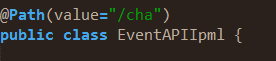 @Path(value="/cha")
public class EventAPIIpml {